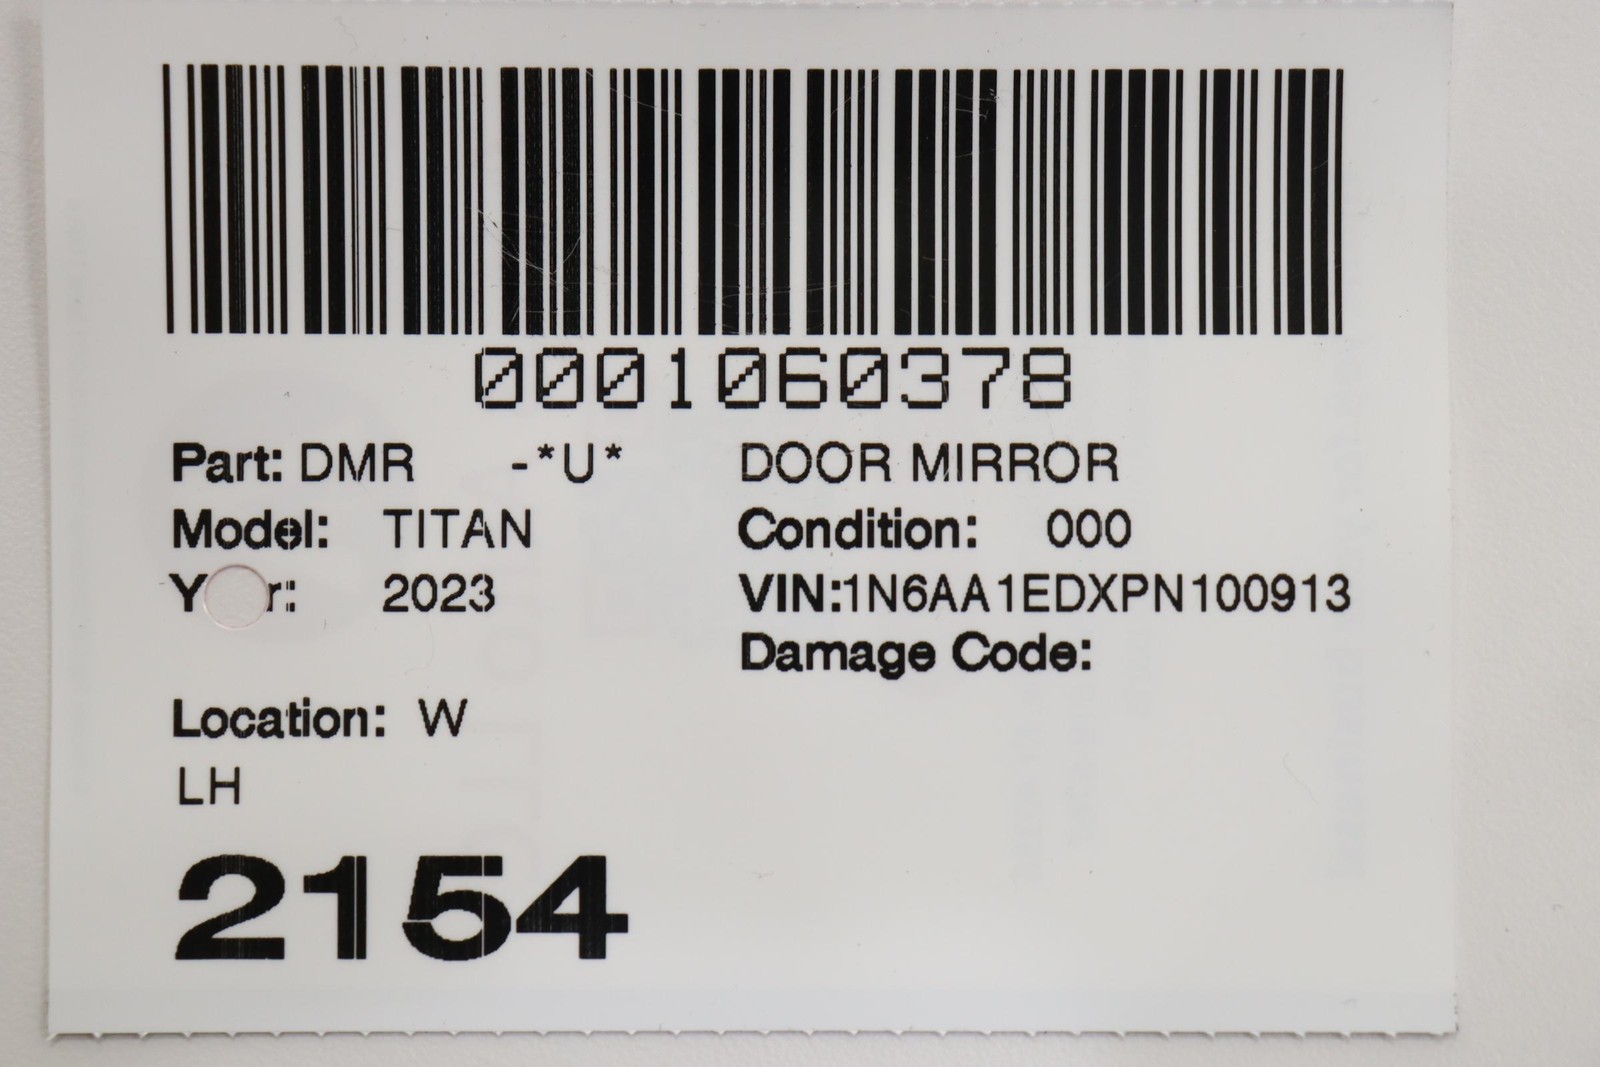 0001060378
Part: DMR -*U* DOOR MIRROR
Model: TITAN Condition: 000
2023 VIN:1N6AA1EDXPN100913
Damage Code:
Location: W
LH
2154